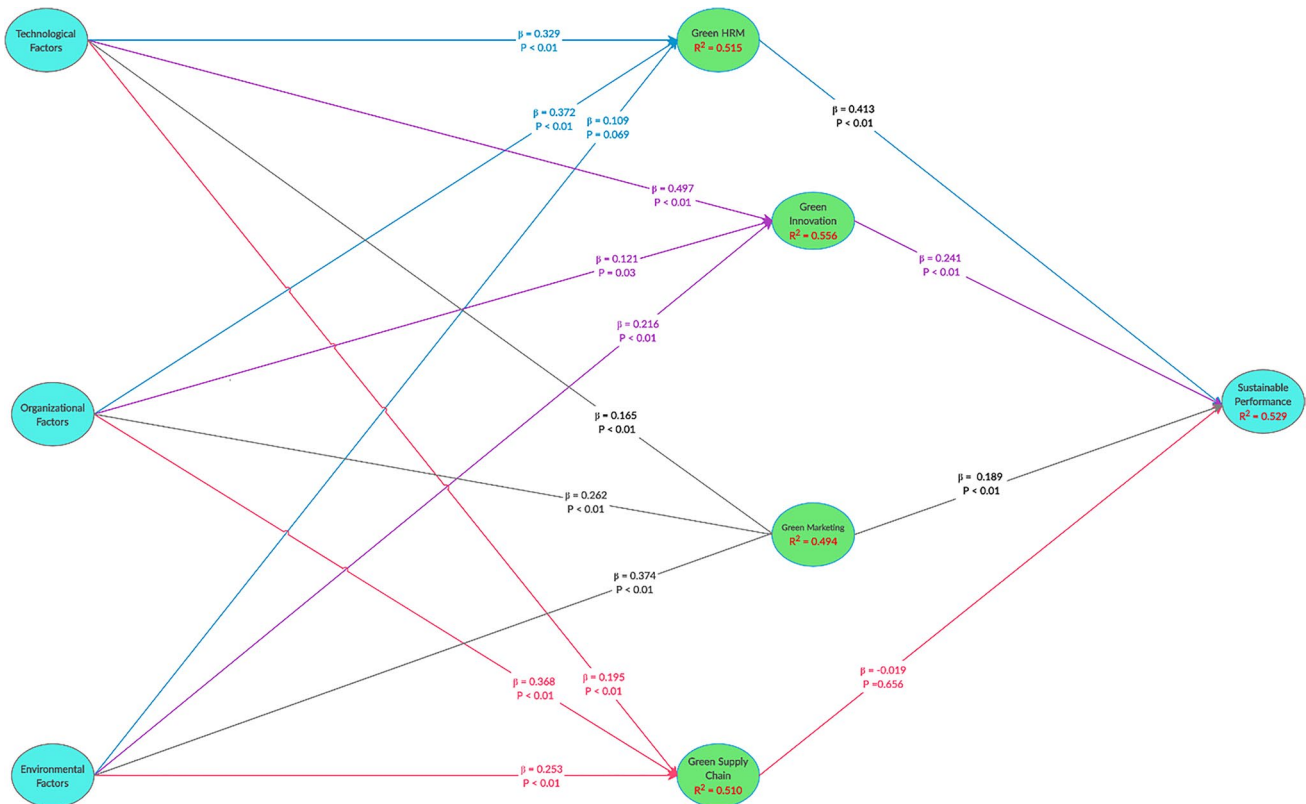 Technological
Factors
β = 0.329
P < 0.01
Green HRM
R² = 0.515
β = 0.372
P < 0.01
β = 0.109
P = 0.069
β = 0.413
P < 0.01
β = 0.497
P < 0.01
Green
Innovation
R² = 0.556
β = 0.121
P = 0.03
β = 0.241
P < 0.01
β = 0.216
P < 0.01
Organizational
Factors
β = 0.165
P < 0.01
Sustainable
Performance
R² = 0.529
β = 0.262
P < 0.01
β = 0.189
P < 0.01
Green Marketing
R² = 0.494
β = 0.374
P < 0.01
β = 0.368
P < 0.01
β = 0.195
P < 0.01
β = -0.019
P =0.656
Environmental
Factors
β = 0.253
P < 0.01
Green Supply
Chain
R² = 0.510